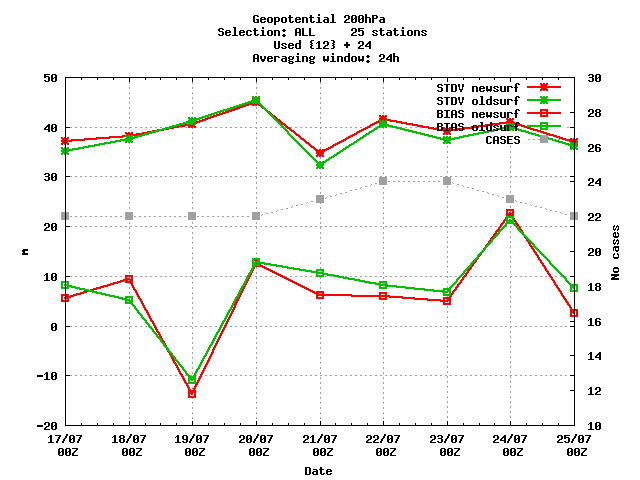 Geopotential 200hPa
Selection: ALL 25 stations
Used {12} + 24
Averaging window: 24h
50 30
STDV newsurf
STDV oldsurf
28
BIAS newsurf
40 BIAS oldsurf
CASES
26
30
24
20 22
m
No cases
20
10
18
0
16
14
-10
12
-20 10
17/07 18/07 19/07 20/07 21/07 22/07 23/07 24/07 25/07
00Z 00Z 00Z 00Z 00Z 00Z 00Z 00Z 00Z
Date